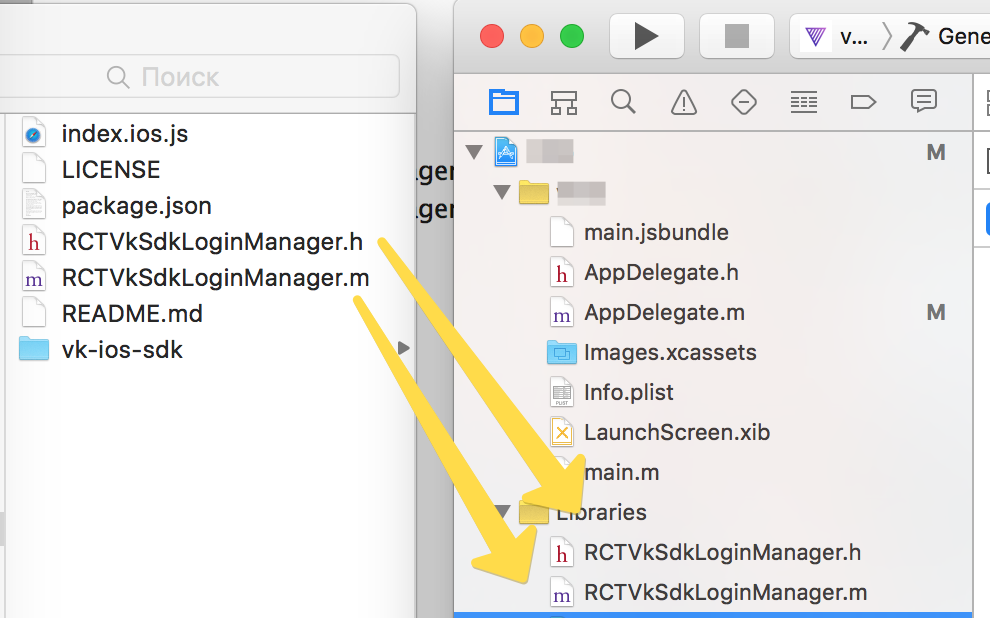 Поиск
index.ios.js
LICENSE
package.json
RCTVkSdkLoginManager.h
RCTVkSdkLoginManager.m
README.md
vk-ios-sdk
.ger
.ger
v...
Gene
M
main.jsbundle
h AppDelegate.h
m AppDelegate.m M
Images.xcassets
PLIST Info.plist
LaunchScreen.xib
main.m
Libraries
h RCTVkSdkLoginManager.h
m RCTVkSdkLoginManager.m